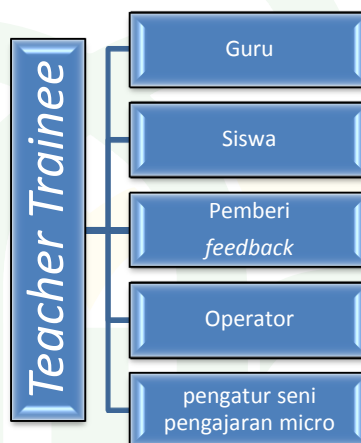 Teacher Trainee
Guru
Siswa
Pemberi
feedback
Operator
pengatur seni
pengajaran micro